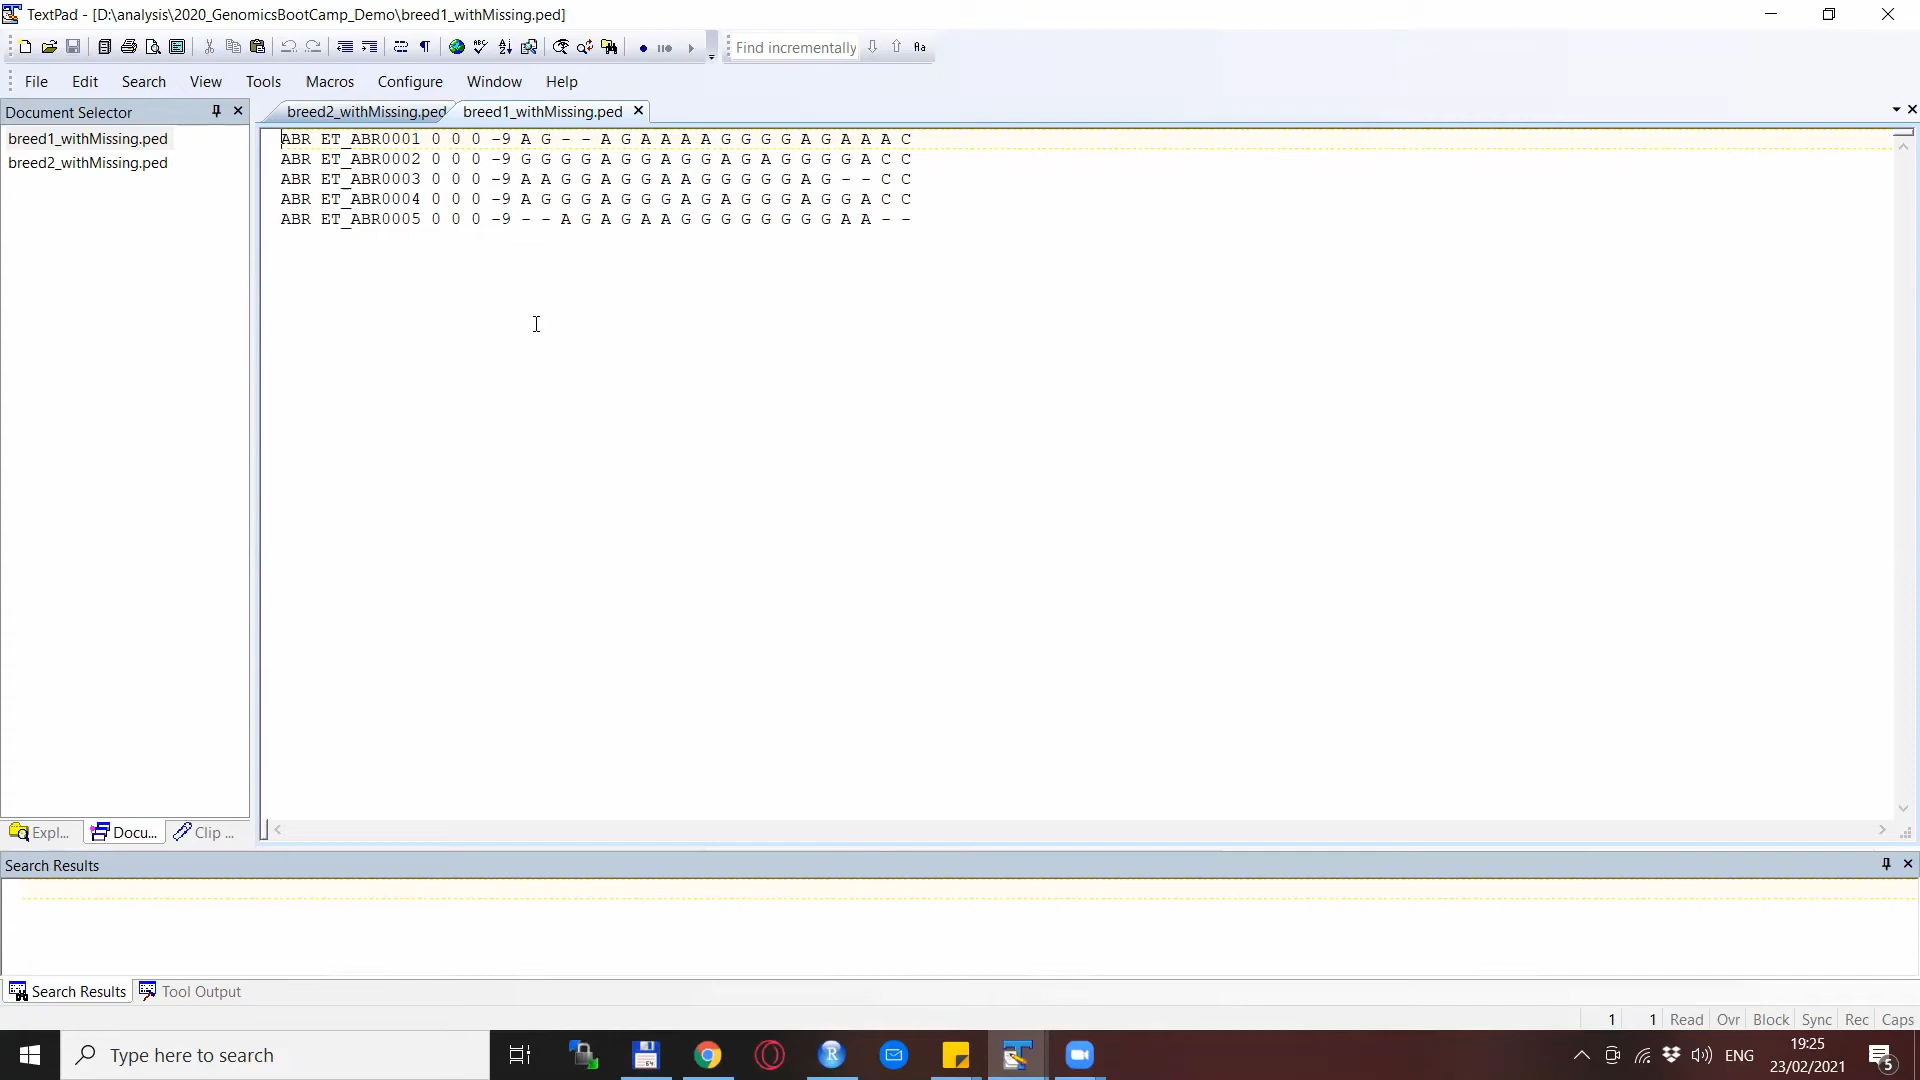 TextPad - [D:\analysis\2020_GenomicsBootCamp_Demo\breed1_withMissing.ped]
Find incrementally
File Edit Search View Tools Macros Configure Window Help
Document Selector
breed2_withMissing.ped breed1_withMissing.ped
breed1_withMissing.ped
breed2_withMissing.ped
ABR ET_ABR0001 0 0 0 -9 A G - - A G A A A A G G G G A G A A A C
ABR ET_ABR0002 0 0 0 -9 G G G G A G G A G G A G A G G G G A C C
ABR ET_ABR0003 0 0 0 -9 A A G G A G G A A G G G G G A G - - C C
ABR ET_ABR0004 0 0 0 -9 A G G G A G G G A G A G G G A G G A C C
ABR ET_ABR0005 0 0 0 -9 - - A G A G A A G G G G G G G G A A - -
Expl... Docu... Clip ...
Search Results
Search Results Tool Output
1 1 Read Ovr Block Sync Rec Caps
Type here to search
ENG
19:25
23/02/2021
5